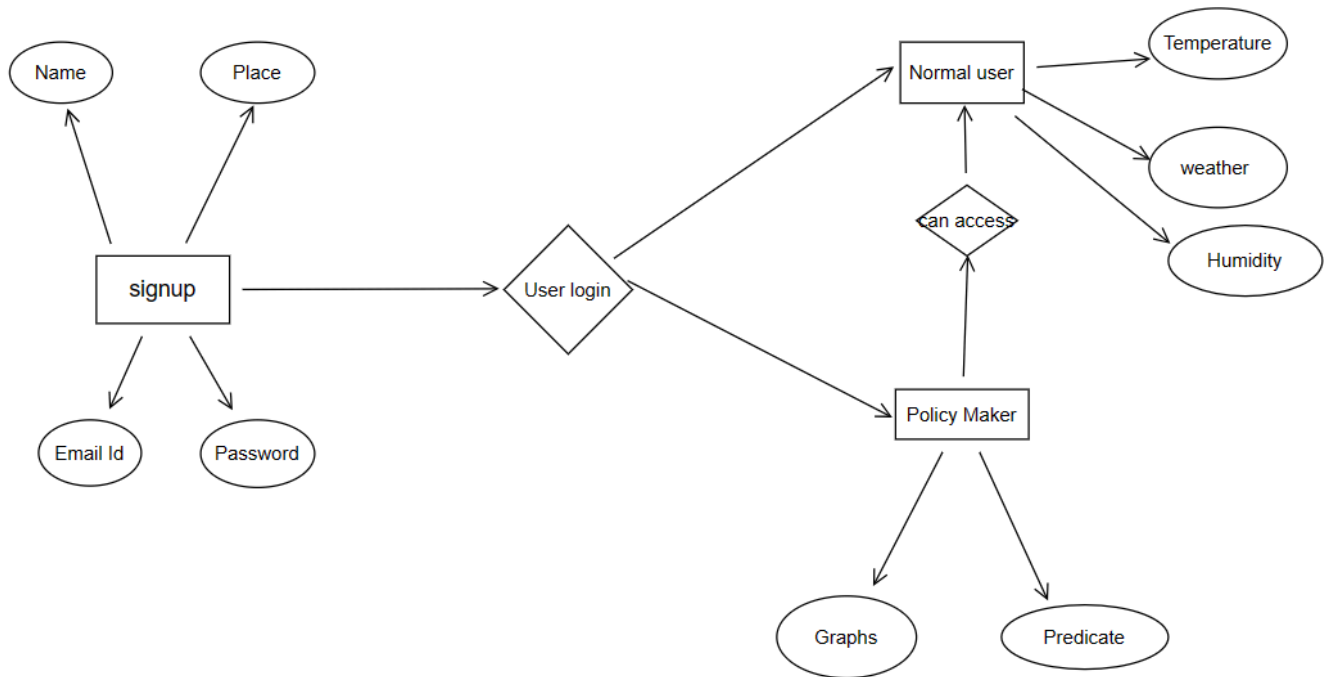 Name
Place
signup
Email Id
Password
User login
Normal user
Temperature
weather
Humidity
can access
Policy Maker
Graphs
Predicate